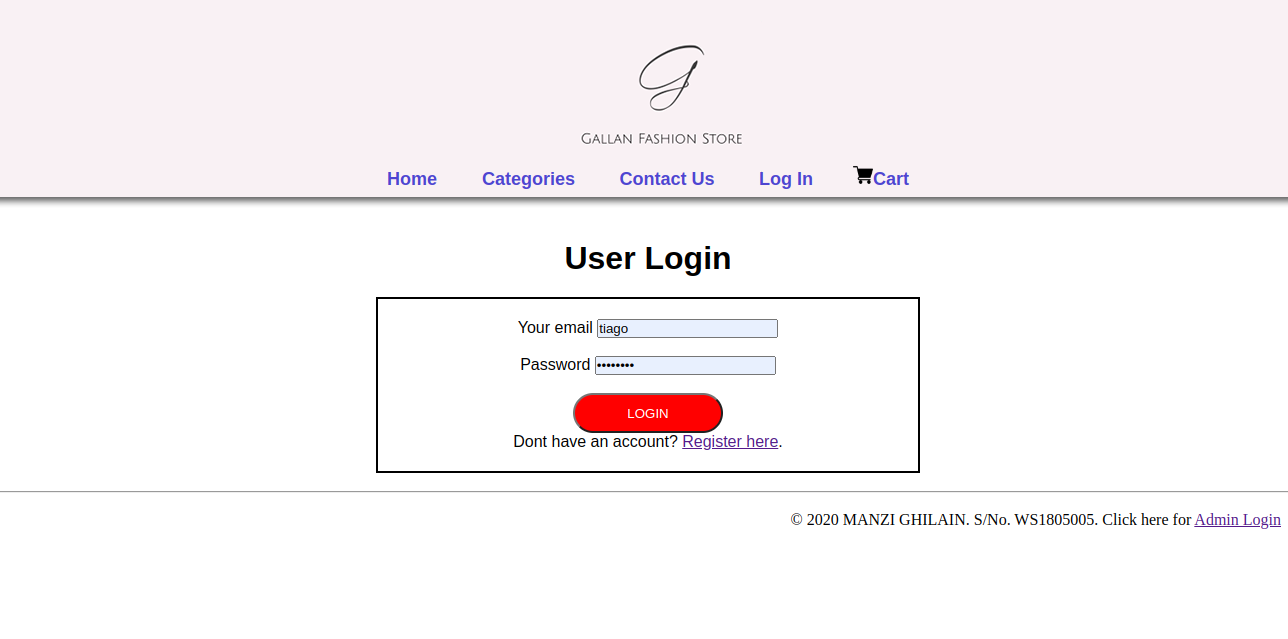 G
GALLAN FASHION STORE
Home Categories Contact Us Log In Cart
User Login
Your email tiago
Password ••••••••
LOGIN
Dont have an account? Register here.
© 2020 MANZI GHILAIN. S/No. WS1805005. Click here for Admin Login